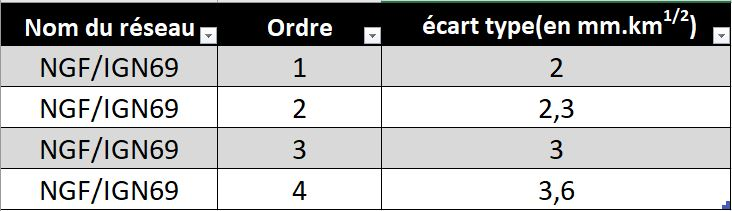 Nom du réseau Ordre écart type(en mm.km1/2)
NGF/IGN69 1 2
NGF/IGN69 2 2,3
NGF/IGN69 3 3
NGF/IGN69 4 3,6